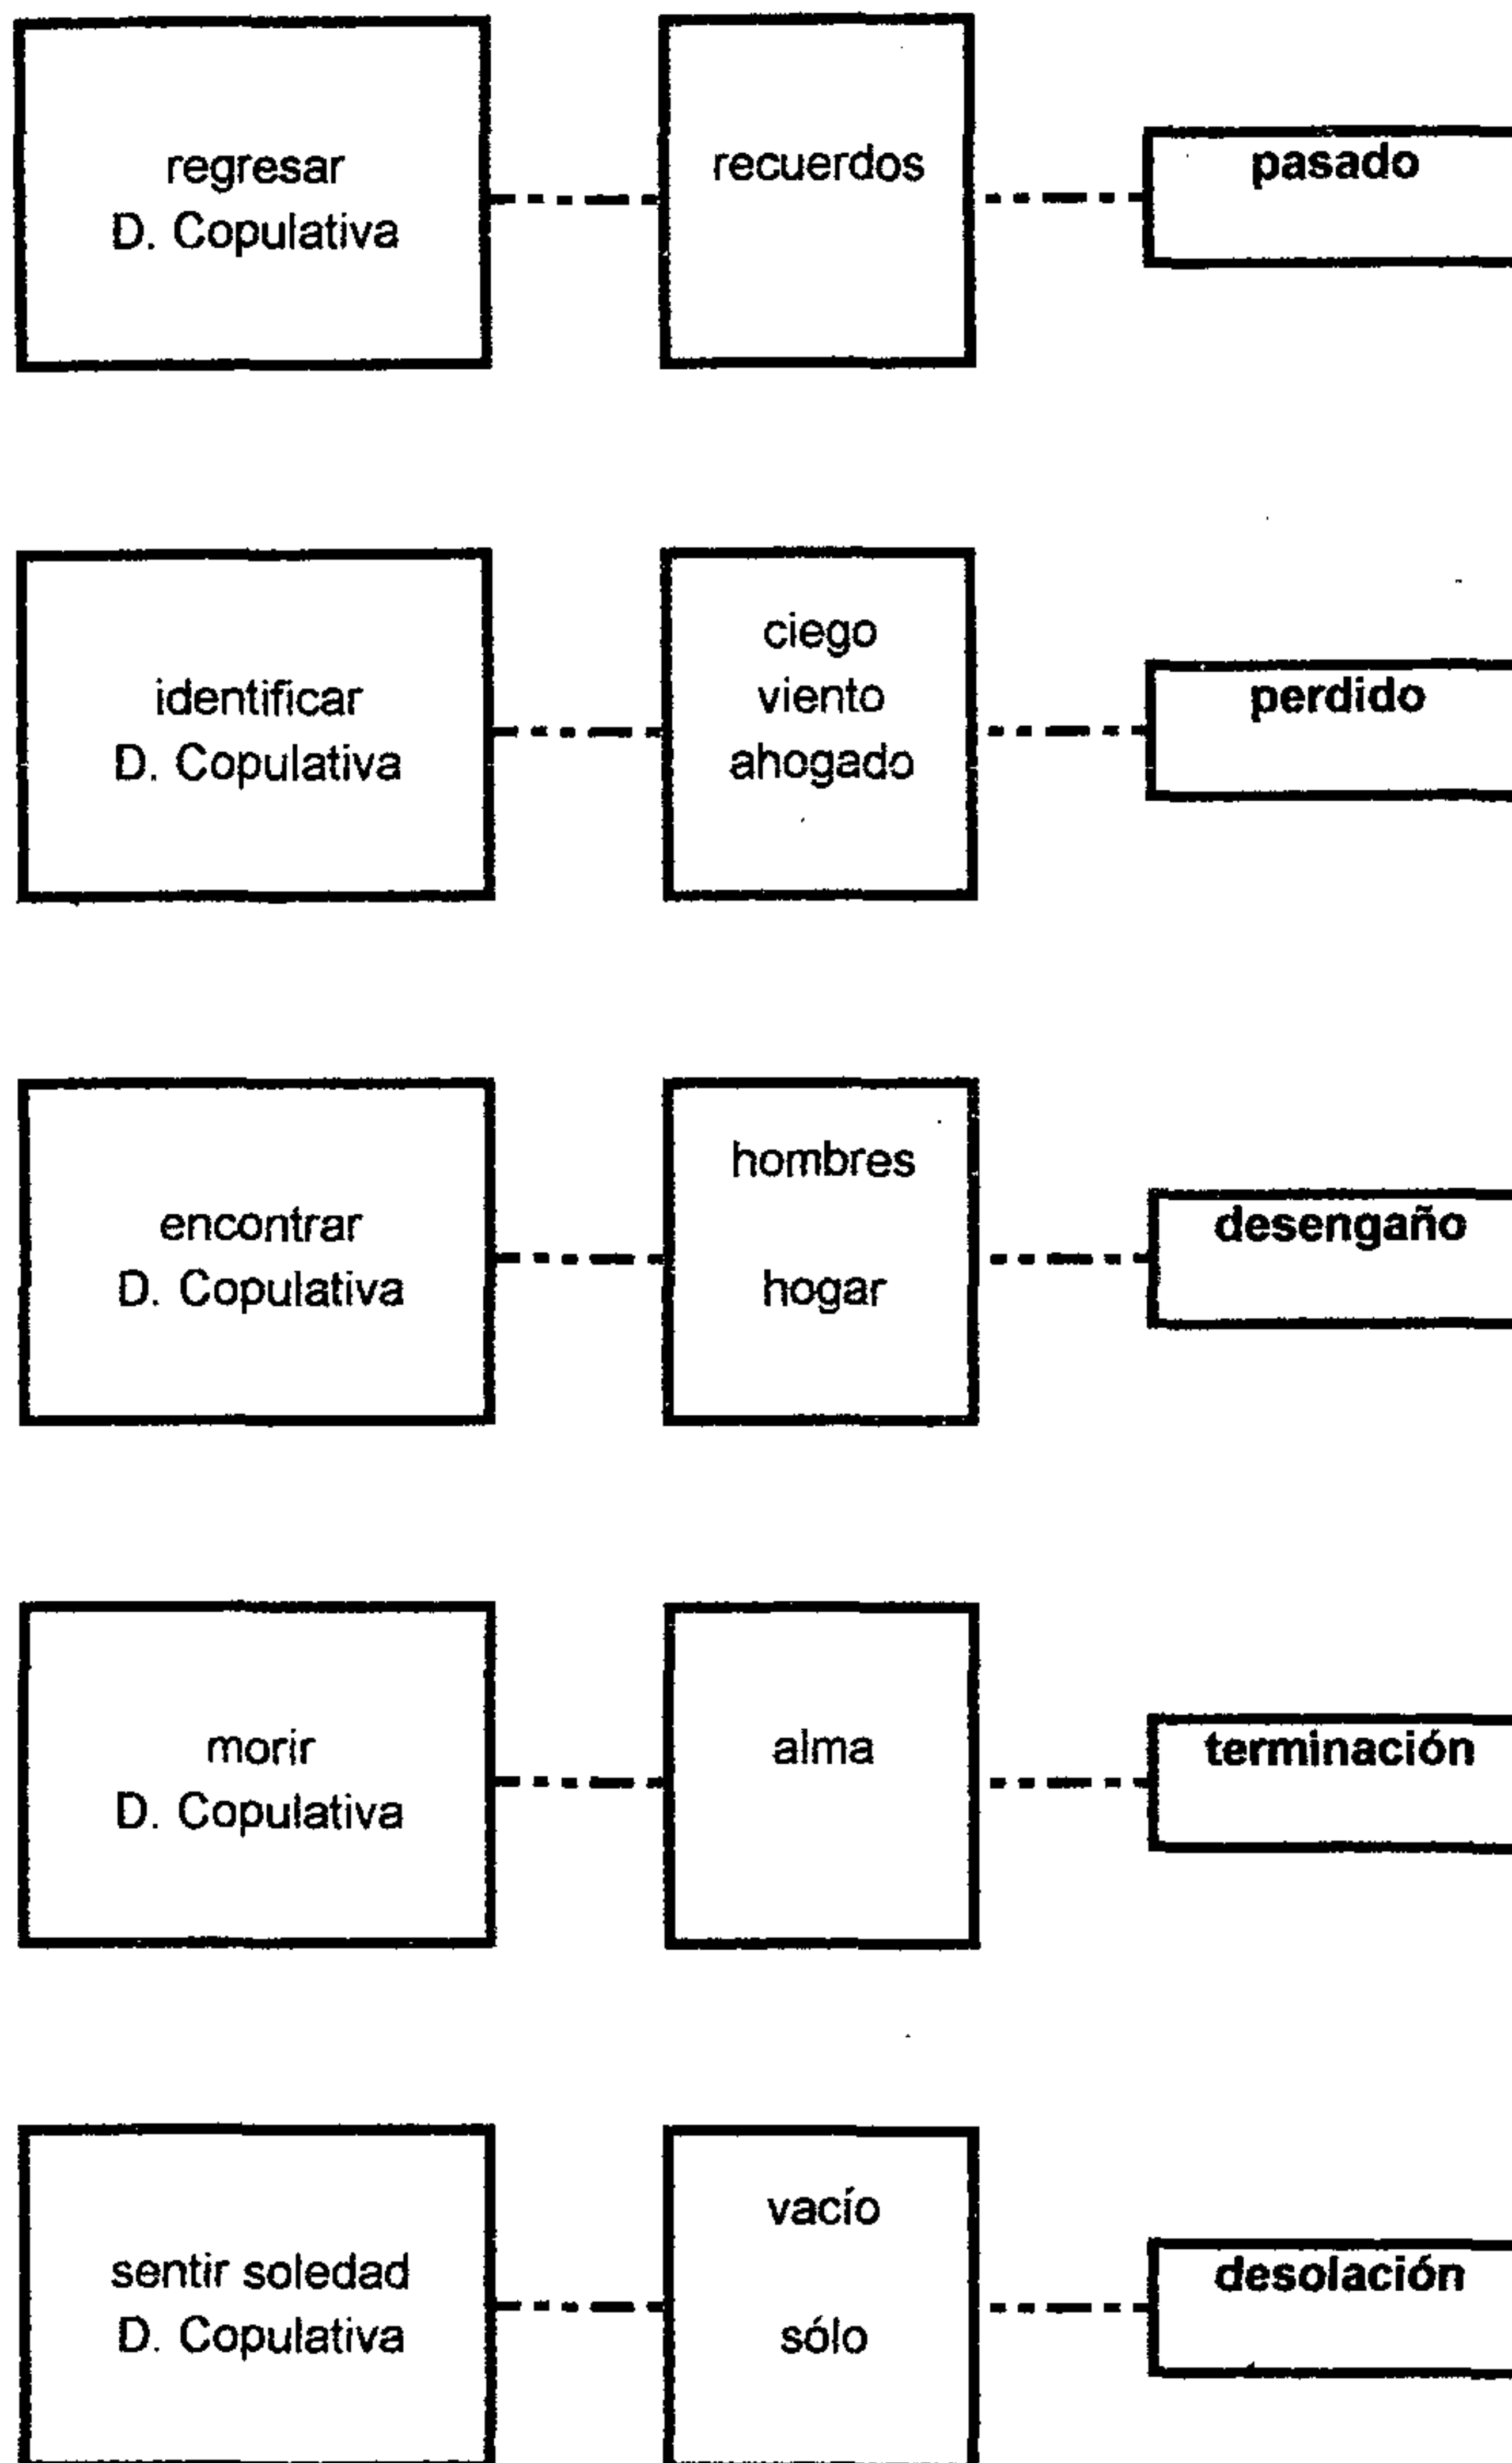 regresar
D. Copulativa
recuerdos
pasado
identificar
D. Copulativa
ciego
viento
ahogado
perdido
encontrar
D. Copulativa
hombres
hogar
desengaño
morir
D. Copulativa
alma
terminación
sentir soledad
D. Copulativa
vacío
sólo
desolación